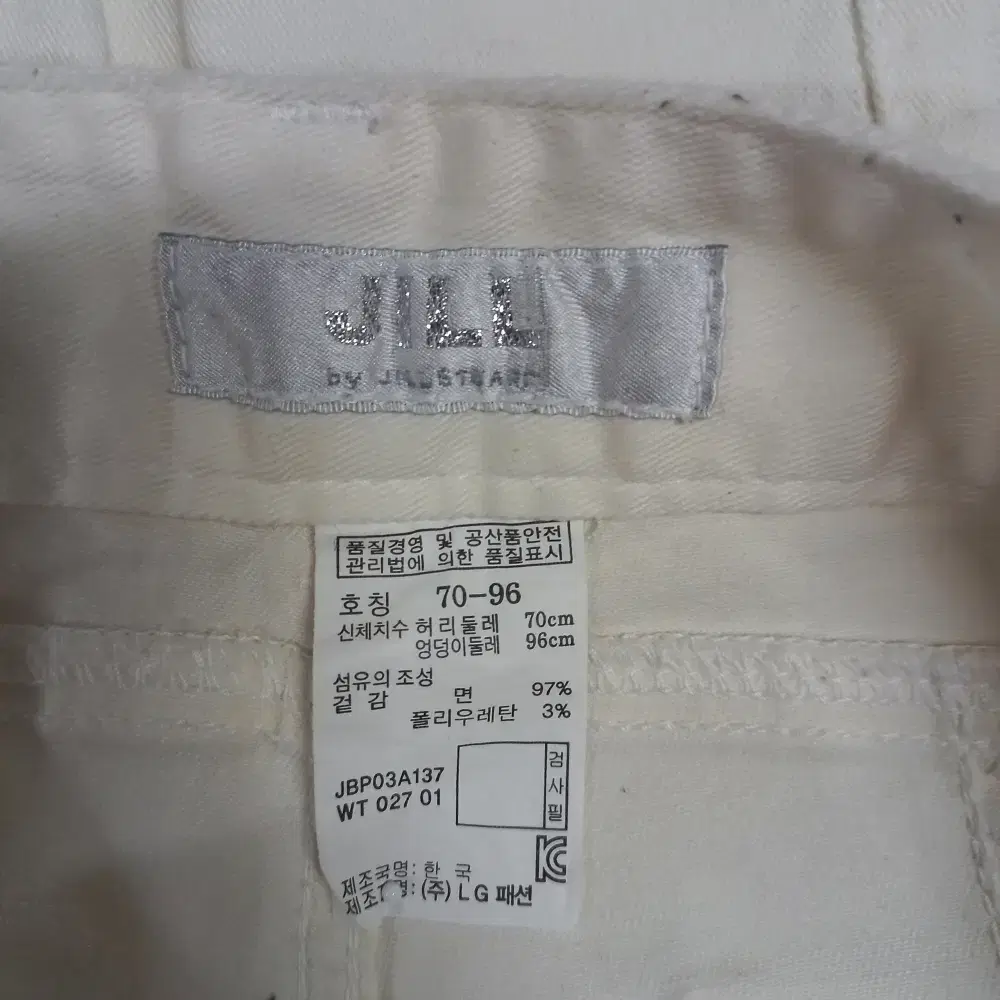 JILL
by JILLSTUART
품질경영 및 공산품안전
관리법에 의한 품질표시
호칭 70-96
신체치수 허리둘레 70cm
엉덩이둘레 96cm
섬유의 조성
겉 감 면 97%
폴리우레탄 3%
JBP03A137
WT 027 01
검사필
제조국명: 한 국
(주) LG 패션